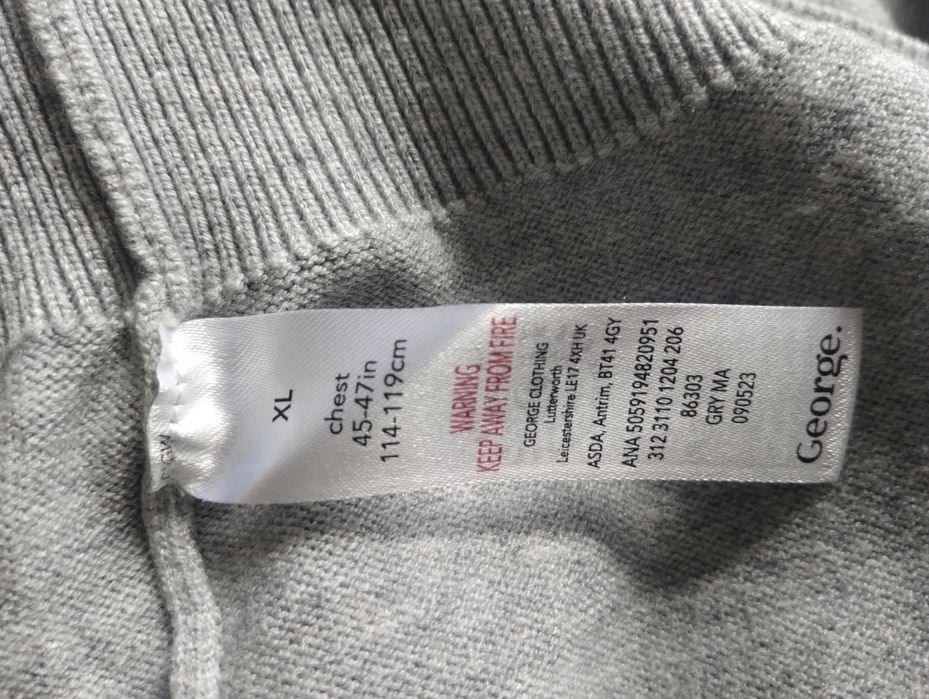 XL
chest
45-47in
114-119cm
WARNING
KEEP AWAY FROM FIRE
GEORGE CLOTHING
Lutterworth
Leicestershire LE17 4XH UK
ASDA, Antrim, BT41 4GY
ANA 5059194820951
312 3110 1204 206
86303
GRY MA
090523
George.